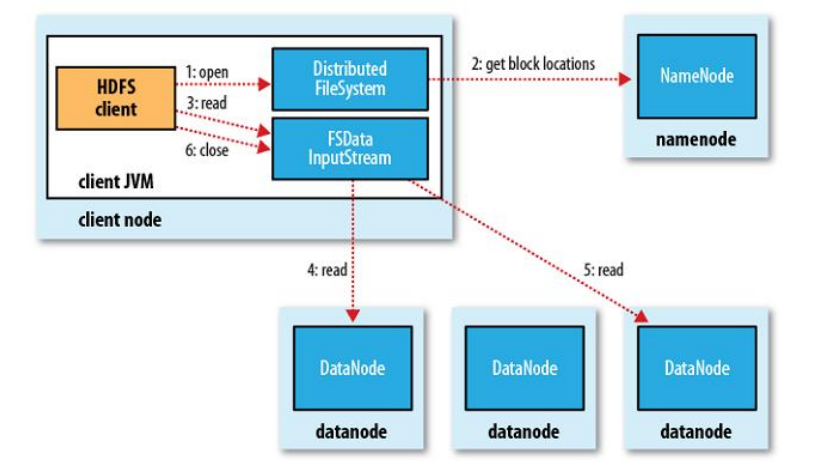 1: open
2: get block locations
HDFS
client
Distributed
FileSystem
NameNode
3: read
FSData
InputStream
6: close
namenode
client JVM
client node
4: read
5: read
DataNode
DataNode
DataNode
datanode
datanode
datanode